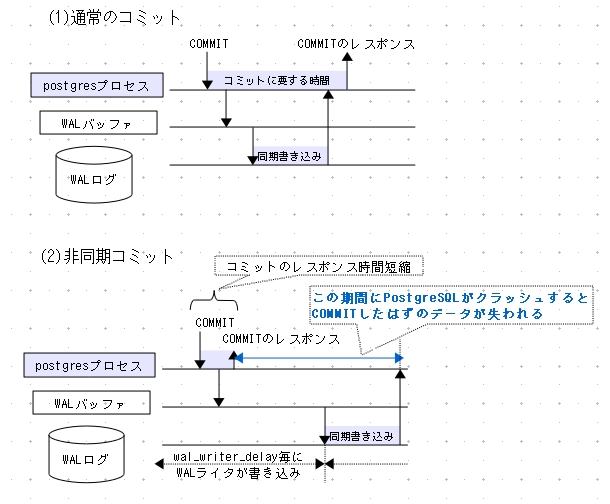 (1)通常のコミット
COMMIT
COMMITのレスポンス
postgresプロセス
コミットに要する時間
WALバッファ
同期書き込み
WALログ
(2)非同期コミット
コミットのレスポンス時間短縮
この期間にPostgreSQLがクラッシュすると
COMMITしたはずのデータが失われる
COMMIT
COMMITのレスポンス
postgresプロセス
WALバッファ
同期書き込み
WALログ
wal_writer_delay毎に
WALライタが書き込み